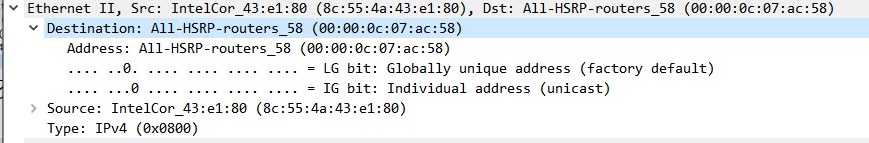 Ethernet II, Src: IntelCor_43:e1:80 (8c:55:4a:43:e1:80), Dst: All-HSRP-routers_58 (00:00:0c:07:ac:58)
Destination: All-HSRP-routers_58 (00:00:0c:07:ac:58)
Address: All-HSRP-routers_58 (00:00:0c:07:ac:58)
.... ..0. .... .... .... .... = LG bit: Globally unique address (factory default)
.... ...0 .... .... .... .... = IG bit: Individual address (unicast)
Source: IntelCor_43:e1:80 (8c:55:4a:43:e1:80)
Type: IPv4 (0x0800)